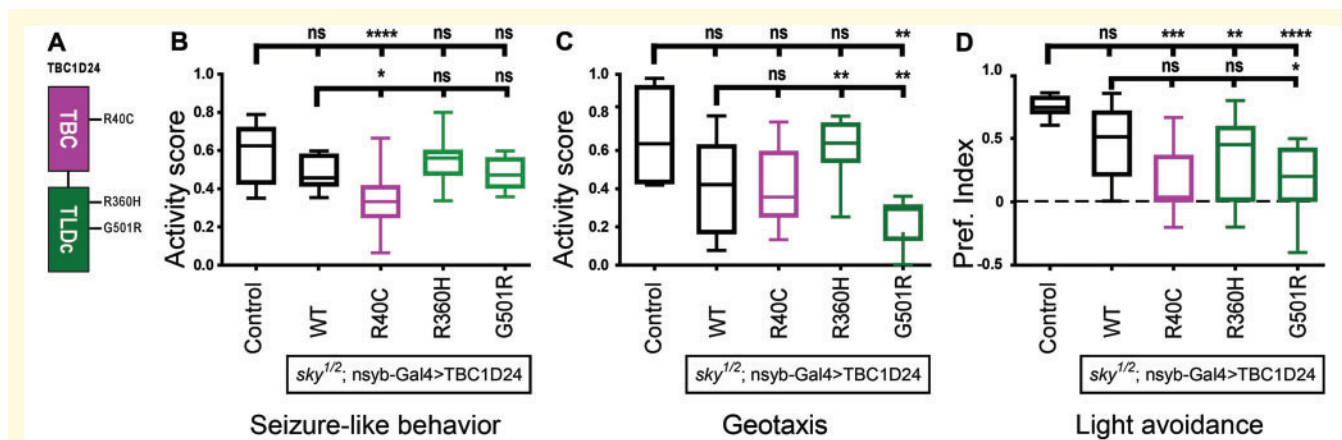 A
TBC1D24
TBC
R40C
TLDc
R360H
G501R
B
ns **** ns ns
* ns ns
Activity score
1.0
0.8
0.6
0.4
0.2
0.0
Control
WT
R40C
R360H
G501R
sky1/2; nsyb-Gal4>TBC1D24
Seizure-like behavior
C
ns ns ns **
ns ** **
Activity score
1.0
0.8
0.6
0.4
0.2
0.0
Control
WT
R40C
R360H
G501R
sky1/2; nsyb-Gal4>TBC1D24
Geotaxis
D
ns *** ** ****
ns ns *
Pref. Index
1.0
0.5
0
-0.5
Control
WT
R40C
R360H
G501R
sky1/2; nsyb-Gal4>TBC1D24
Light avoidance